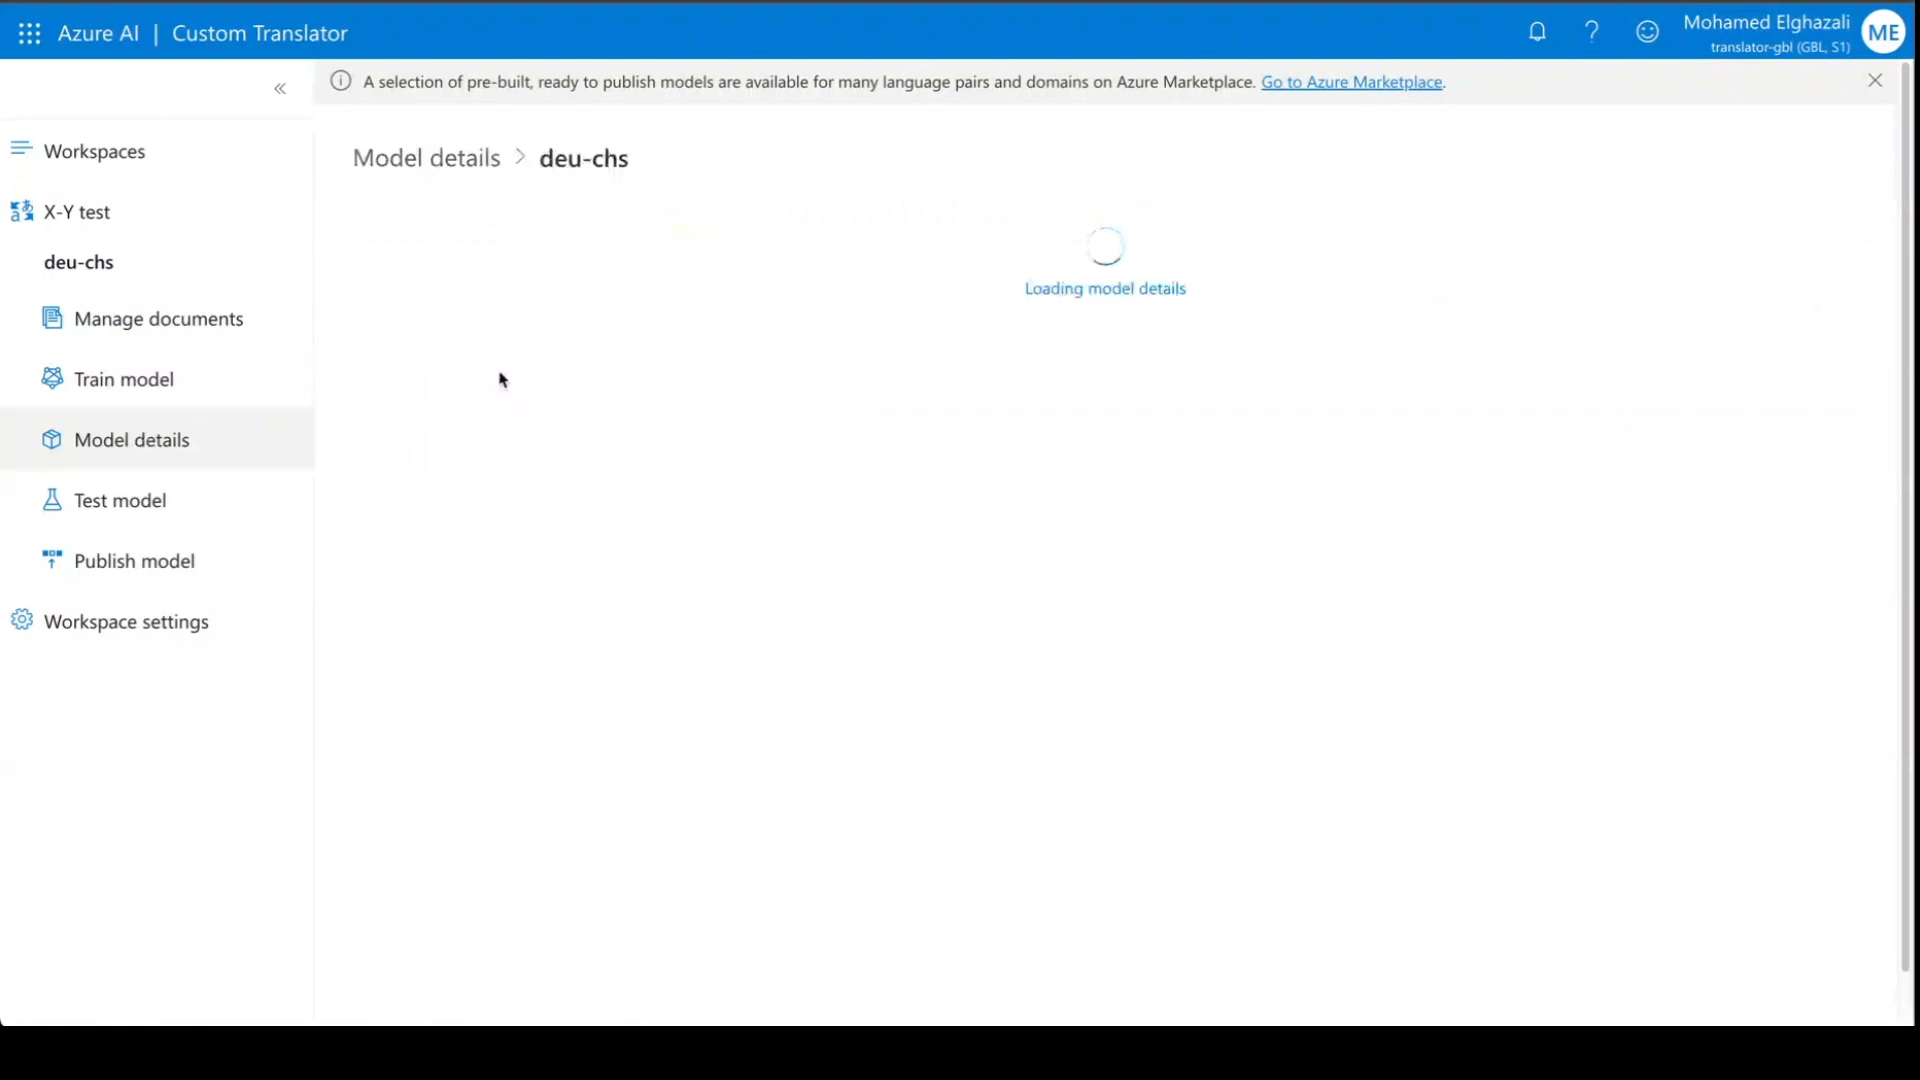 Azure AI | Custom Translator
Mohamed Elghazali
translator-gbl (GBL, S1)
ME
A selection of pre-built, ready to publish models are available for many language pairs and domains on Azure Marketplace. Go to Azure Marketplace.
Workspaces
X-Y test
deu-chs
Manage documents
Train model
Model details
Test model
Publish model
Workspace settings
Model details > deu-chs
Loading model details